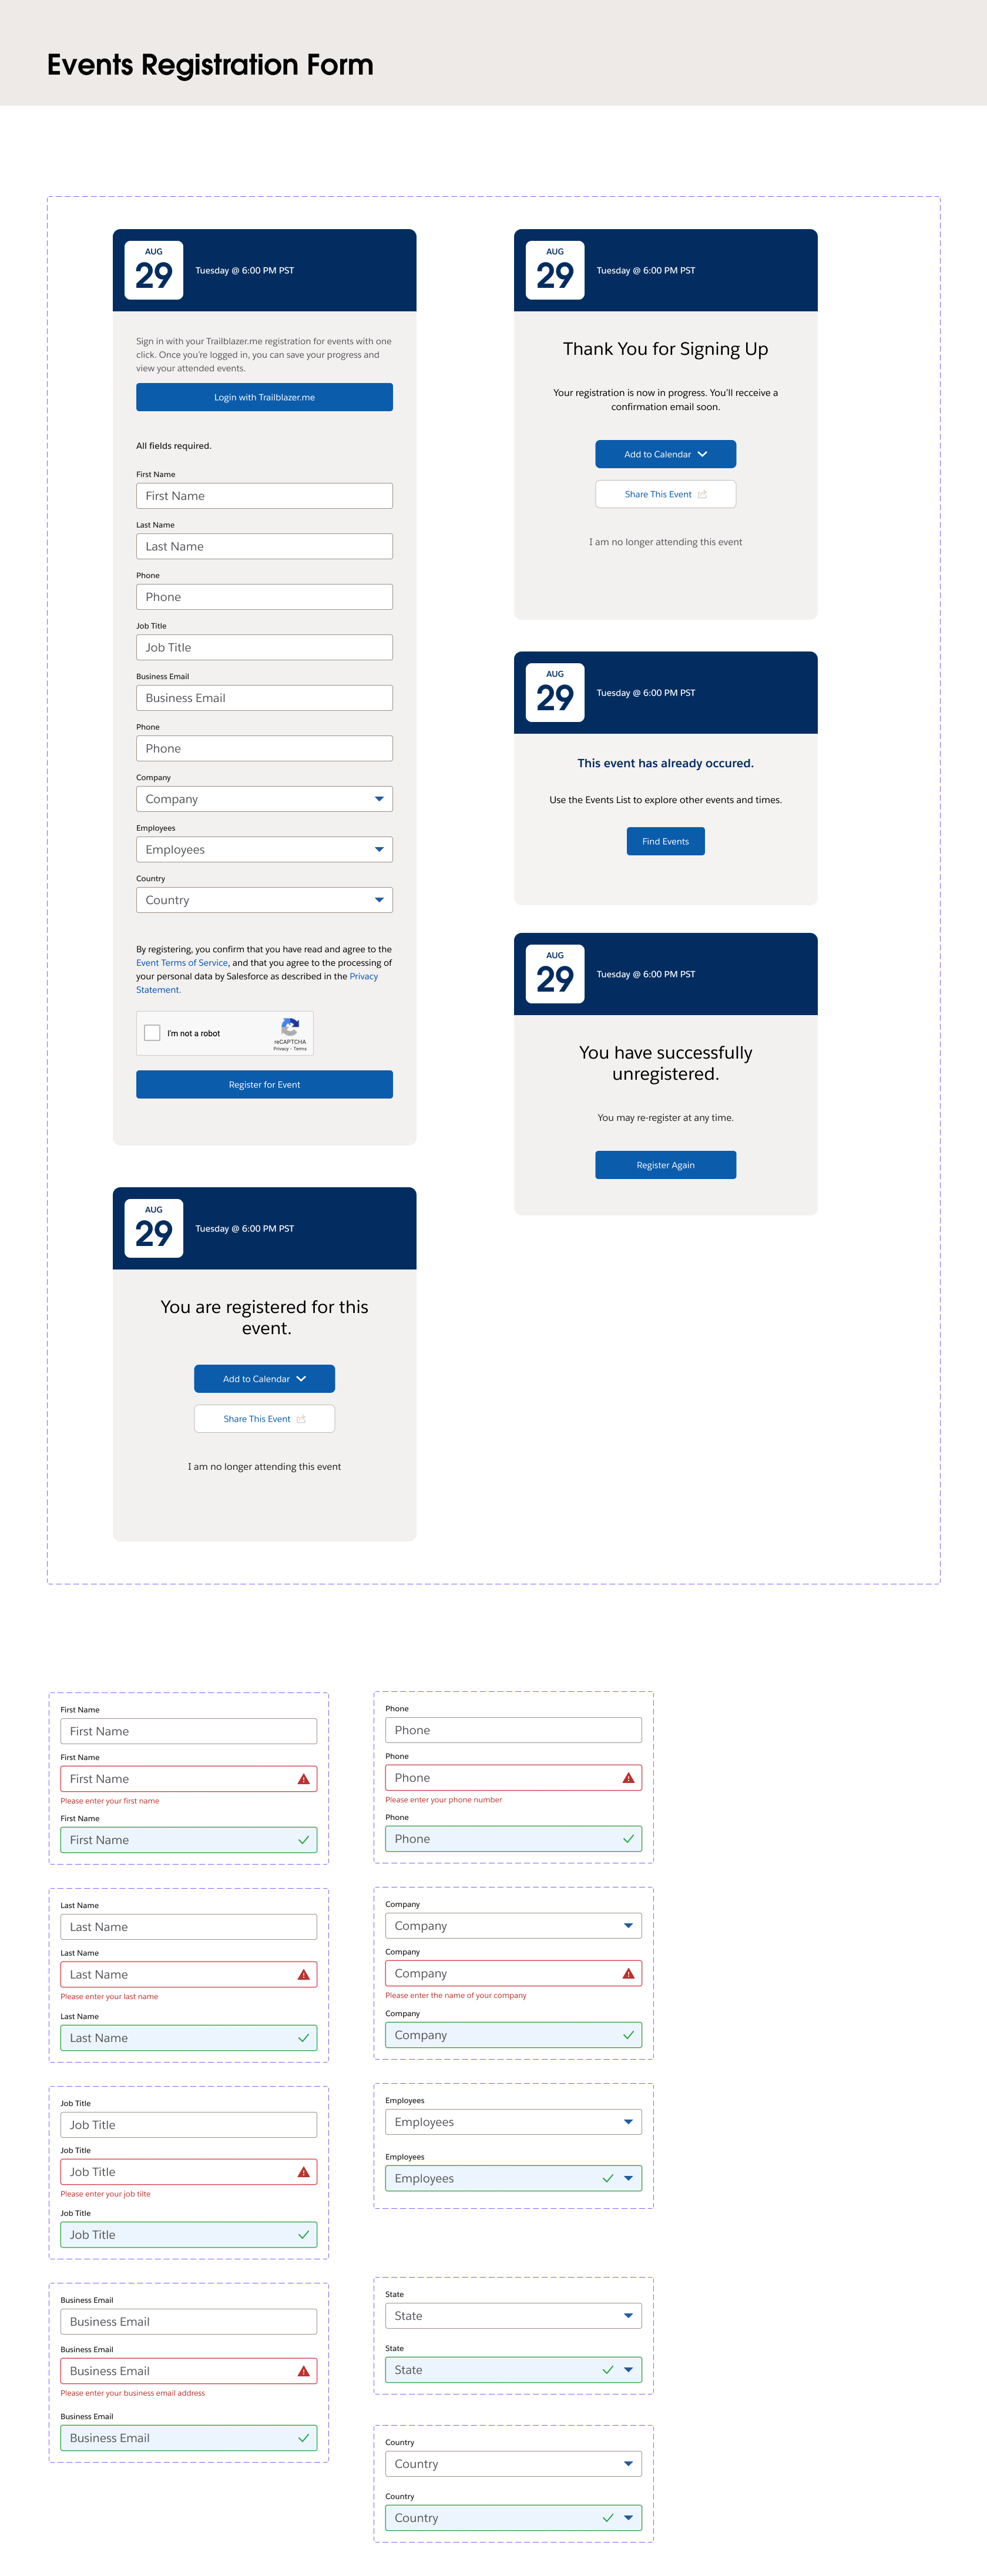 Events Registration Form
AUG
29
Tuesday @ 6:00 PM PST
Sign in with your Trailblazer.me registration for events with one
click. Once you're logged in, you can save your progress and
view your attended events.
Login with Trailblazer.me
All fields required.
First Name
First Name
Last Name
Last Name
Phone
Phone
Job Title
Job Title
Business Email
Business Email
Phone
Phone
Company
Company
Employees
Employees
Country
Country
By registering, you confirm that you have read and agree to the
Event Terms of Service, and that you agree to the processing of
your personal data by Salesforce as described in the Privacy
Statement.
I'm not a robot
reCAPTCHA
Privacy - Terms
Register for Event
AUG
29
Tuesday @ 6:00 PM PST
You are registered for this
event.
Add to Calendar
Share This Event
I am no longer attending this event
AUG
29
Tuesday @ 6:00 PM PST
Thank You for Signing Up
Your registration is now in progress. You'll recceive a
confirmation email soon.
Add to Calendar
Share This Event
I am no longer attending this event
AUG
29
Tuesday @ 6:00 PM PST
This event has already occured.
Use the Events List to explore other events and times.
Find Events
AUG
29
Tuesday @ 6:00 PM PST
You have successfully
unregistered.
You may re-register at any time.
Register Again
First Name
First Name
First Name
First Name
Please enter your first name
First Name
First Name
Last Name
Last Name
Last Name
Last Name
Please enter your last name
Last Name
Last Name
Job Title
Job Title
Job Title
Job Title
Please enter your job tilte
Job Title
Job Title
Business Email
Business Email
Business Email
Business Email
Please enter your business email address
Business Email
Business Email
Phone
Phone
Phone
Phone
Please enter your phone number
Phone
Phone
Company
Company
Company
Company
Please enter the name of your company
Company
Company
Employees
Employees
Employees
Employees
State
State
State
State
Country
Country
Country
Country